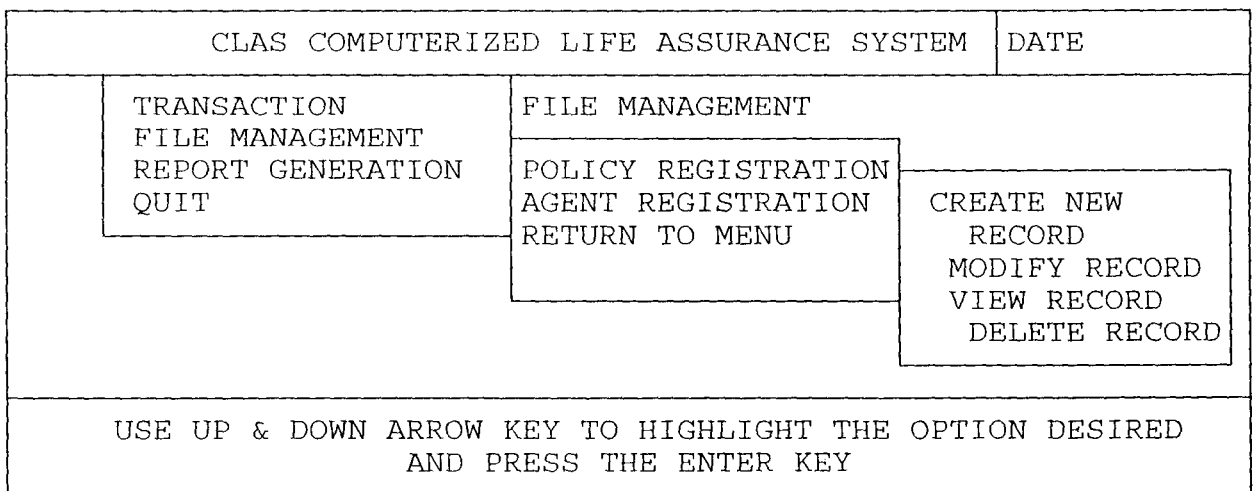 CLAS COMPUTERIZED LIFE ASSURANCE SYSTEM DATE
TRANSACTION
FILE MANAGEMENT
REPORT GENERATION
QUIT
FILE MANAGEMENT
POLICY REGISTRATION
AGENT REGISTRATION
RETURN TO MENU
CREATE NEW
RECORD
MODIFY RECORD
VIEW RECORD
DELETE RECORD
USE UP & DOWN ARROW KEY TO HIGHLIGHT THE OPTION DESIRED
AND PRESS THE ENTER KEY